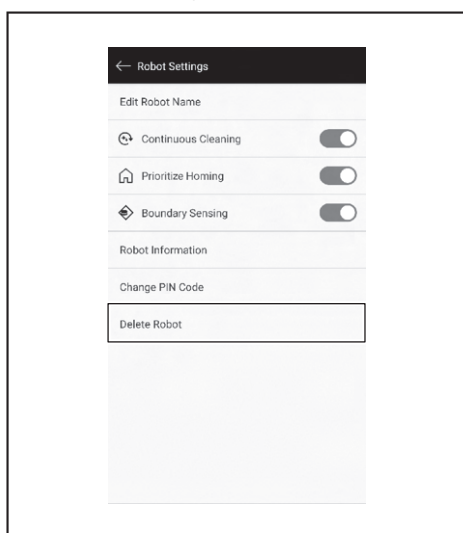 Robot Settings
Edit Robot Name
Continuous Cleaning
Prioritize Homing
Boundary Sensing
Robot Information
Change PIN Code
Delete Robot